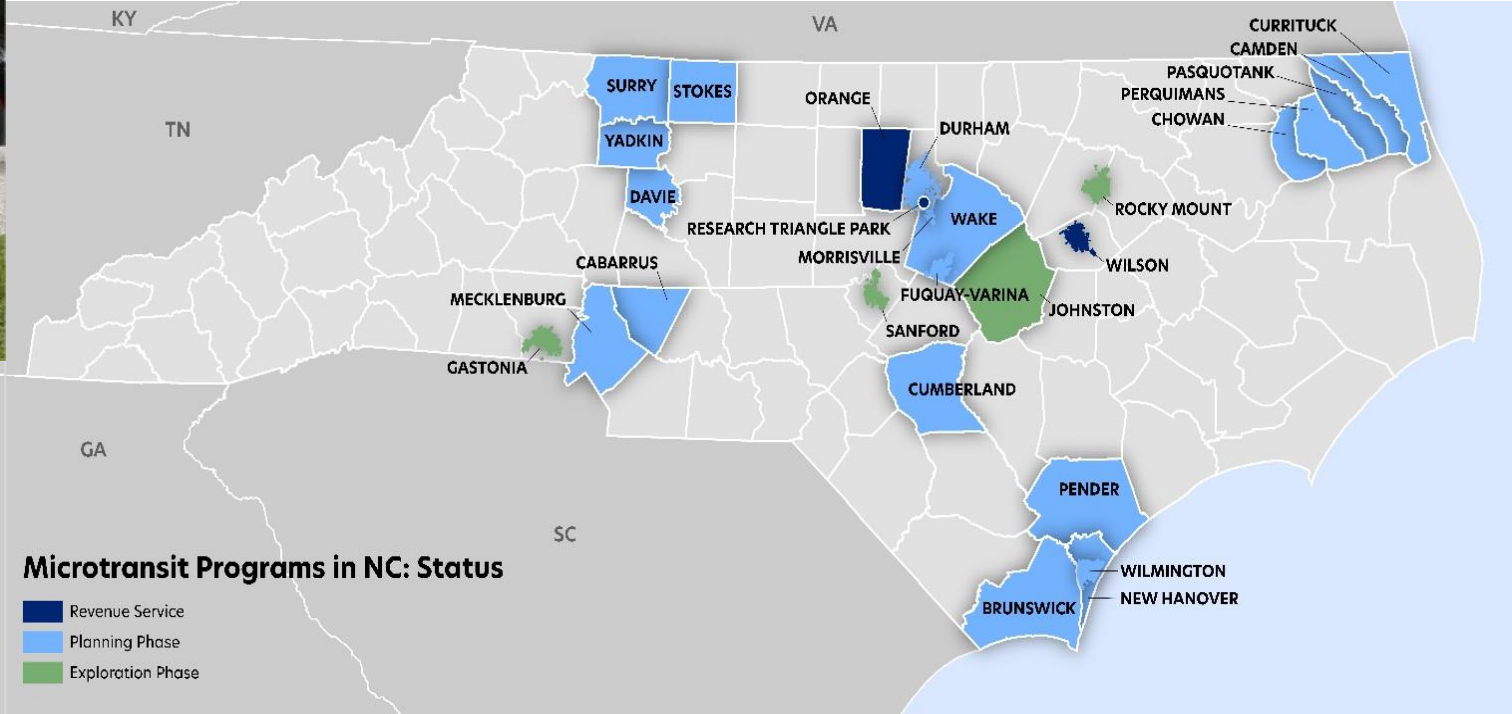 KY
VA
TN
GA
SC
CURRITUCK
CAMDEN
PASQUOTANK
PERQUIMANS
CHOWAN
SURRY
STOKES
YADKIN
DAVIE
ORANGE
DURHAM
RESEARCH TRIANGLE PARK
WAKE
MORRISVILLE
ROCKY MOUNT
WILSON
CABARRUS
MECKLENBURG
GASTONIA
FUQUAY-VARINA
JOHNSTON
SANFORD
CUMBERLAND
PENDER
WILMINGTON
NEW HANOVER
BRUNSWICK
Microtransit Programs in NC: Status
Revenue Service
Planning Phase
Exploration Phase